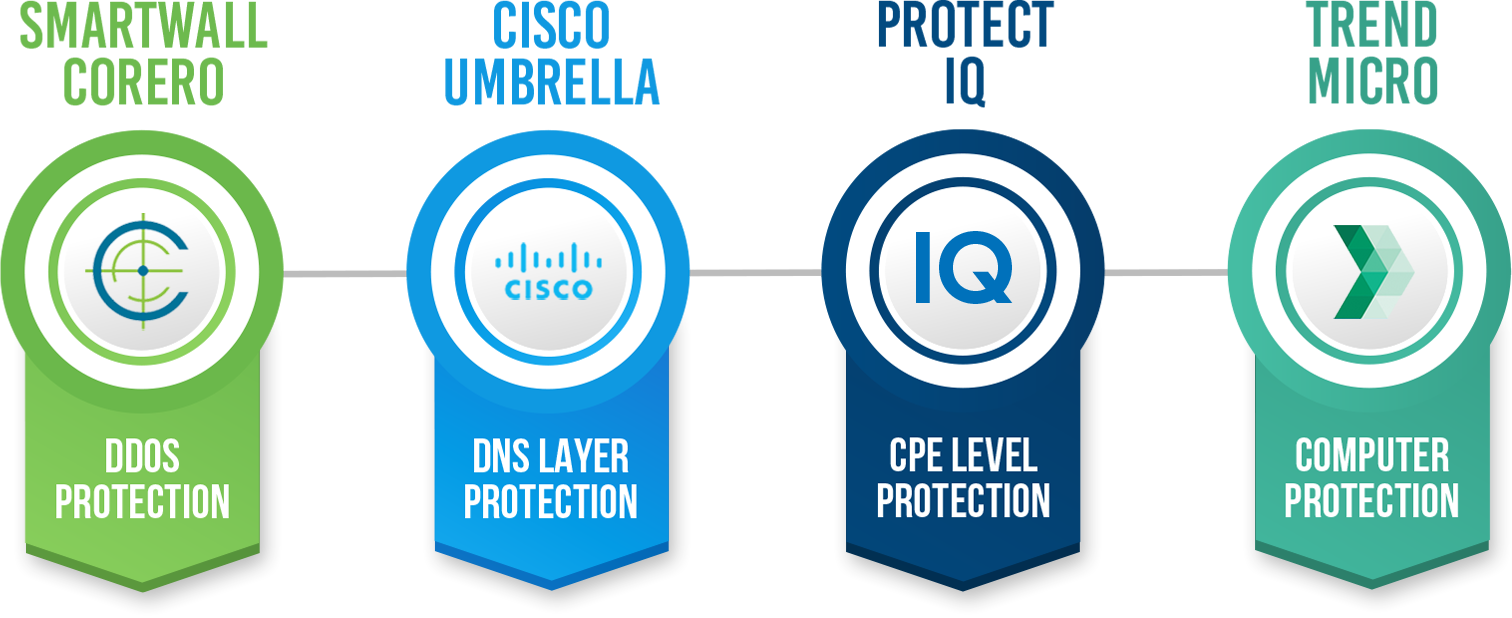 SMARTWALL
CORERO
CISCO
UMBRELLA
PROTECT
IQ
TREND
MICRO
CISCO
IQ
DDOS
PROTECTION
DNS LAYER
PROTECTION
CPE LEVEL
PROTECTION
COMPUTER
PROTECTION